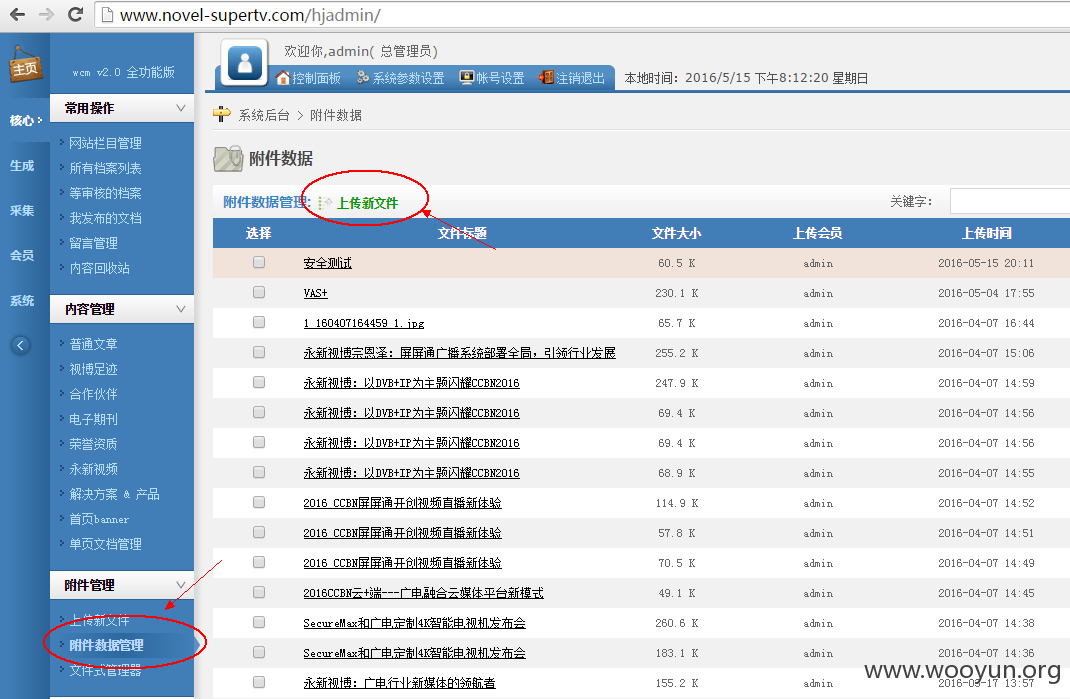 www.novel-supertv.com/hjadmin/
主页
wcm v2.0 全功能版
欢迎你,admin( 总管理员)
控制面板 系统参数设置 帐号设置 注销退出 本地时间：2016/5/15 下午8:12:20 星期日
核心
生成
采集
会员
系统
常用操作
网站栏目管理
所有档案列表
等审核的档案
我发布的文档
留言管理
内容回收站
内容管理
普通文章
视博足迹
合作伙伴
电子期刊
荣誉资质
永新视频
解决方案 & 产品
首页banner
单页文档管理
附件管理
上传新文件
附件数据管理
文件式管理器
系统后台 > 附件数据
附件数据
附件数据管理: 上传新文件 关键字:
选择 文件标题 文件大小 上传会员 上传时间
安全测试 60.5 K admin 2016-05-15 20:11
VAS+ 230.1 K admin 2016-05-04 17:55
1_160407164459_1.jpg 65.7 K admin 2016-04-07 16:44
永新视博宗恩泽：屏屏通广播系统部署全局，引领行业发展 255.2 K admin 2016-04-07 15:06
永新视博：以DVB+IP为主题闪耀CCBN2016 247.9 K admin 2016-04-07 14:59
永新视博：以DVB+IP为主题闪耀CCBN2016 69.4 K admin 2016-04-07 14:56
永新视博：以DVB+IP为主题闪耀CCBN2016 69.4 K admin 2016-04-07 14:56
永新视博：以DVB+IP为主题闪耀CCBN2016 68.9 K admin 2016-04-07 14:55
2016 CCBN屏屏通开创视频直播新体验 114.9 K admin 2016-04-07 14:52
2016 CCBN屏屏通开创视频直播新体验 57.8 K admin 2016-04-07 14:51
2016 CCBN屏屏通开创视频直播新体验 70.5 K admin 2016-04-07 14:49
2016CCBN云+端---广电融合云媒体平台新模式 49.1 K admin 2016-04-07 14:45
SecureMax和广电定制4K智能电视机发布会 260.6 K admin 2016-04-07 14:38
SecureMax和广电定制4K智能电视机发布会 183.1 K admin 2016-04-07 14:36
永新视博：广电行业新媒体的领航者 155.2 K admin 2016-03-17 13:57
www.wooyun.org